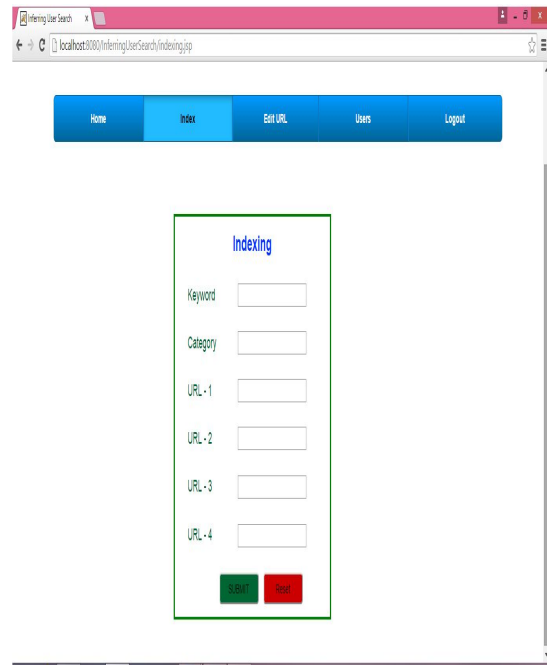 Inferring User Search x
localhost:8080/InferringUserSearch/indexing.jsp
Home Index Edit URL Users Logout
Indexing
Keyword
Category
URL - 1
URL - 2
URL - 3
URL - 4
SUBMIT Reset